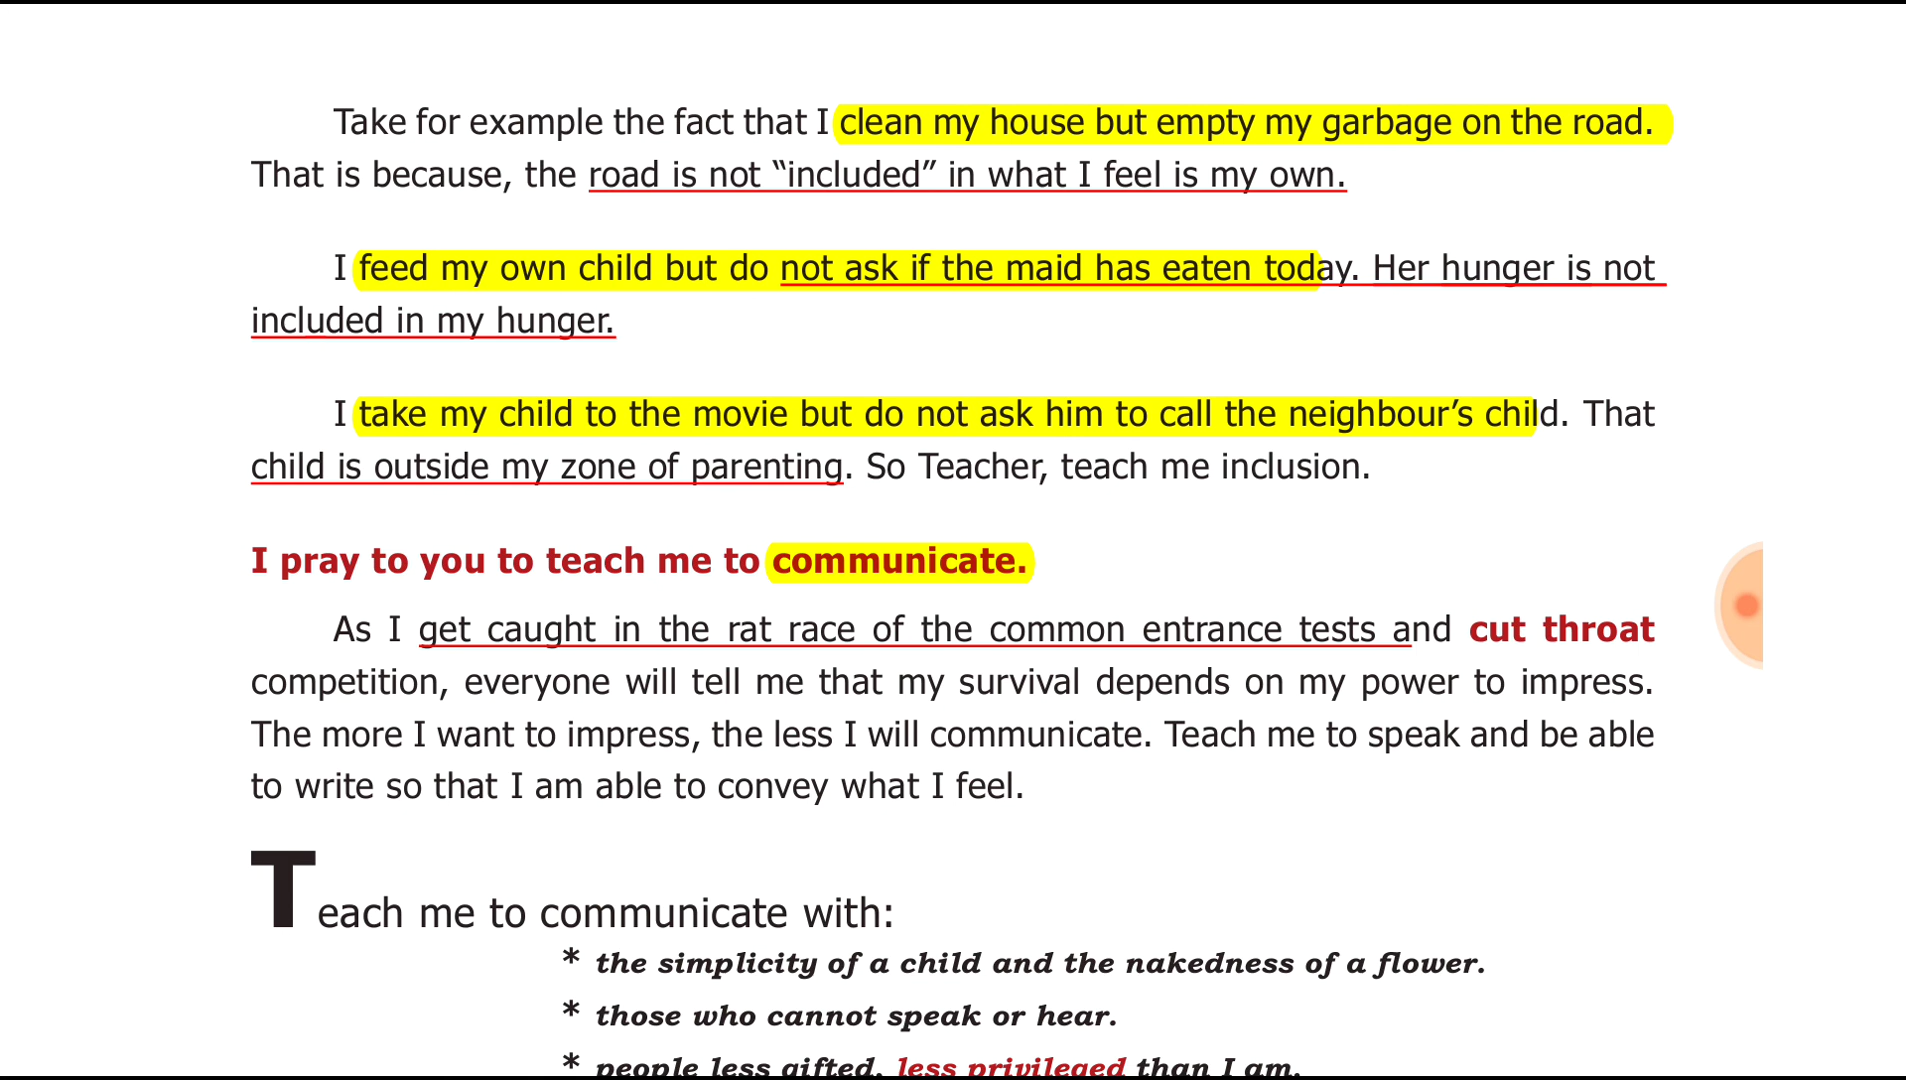 Take for example the fact that I clean my house but empty my garbage on the road.
That is because, the road is not “included” in what I feel is my own.
I feed my own child but do not ask if the maid has eaten today. Her hunger is not
included in my hunger.
I take my child to the movie but do not ask him to call the neighbour’s child. That
child is outside my zone of parenting. So Teacher, teach me inclusion.
I pray to you to teach me to communicate.
As I get caught in the rat race of the common entrance tests and cut throat
competition, everyone will tell me that my survival depends on my power to impress.
The more I want to impress, the less I will communicate. Teach me to speak and be able
to write so that I am able to convey what I feel.
Teach me to communicate with:
* the simplicity of a child and the nakedness of a flower.
* those who cannot speak or hear.
* people less gifted, less privileged than I am.